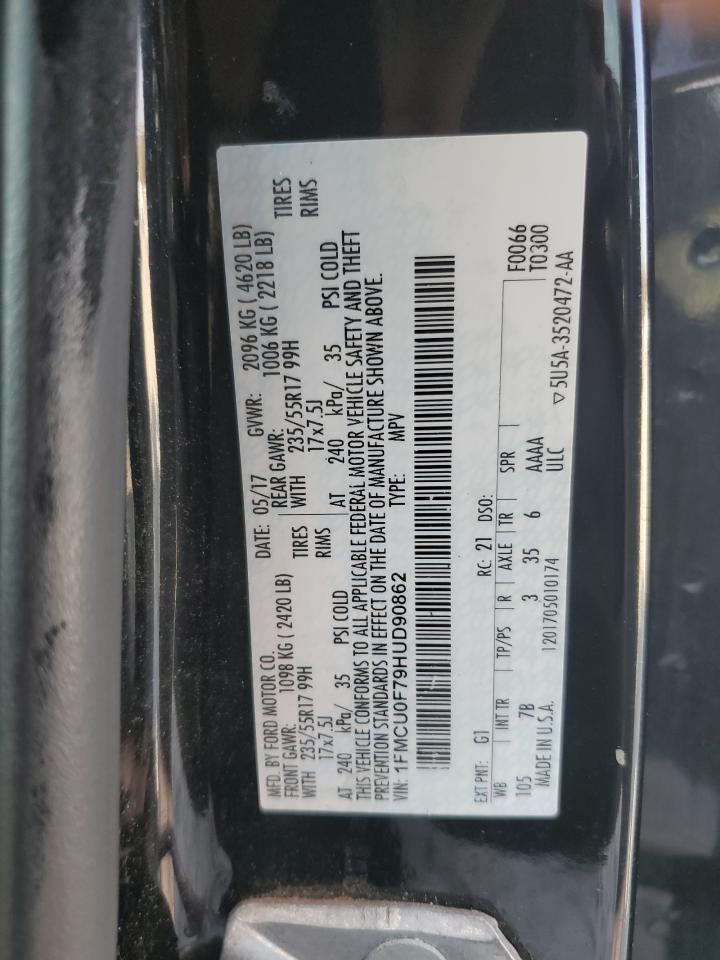 MFD. BY FORD MOTOR CO. DATE: 05/17 GVWR: 2096 KG ( 4620 LB)
FRONT GAWR: 1098 KG ( 2420 LB) REAR GAWR: 1006 KG ( 2218 LB)
WITH 235/55R17 99H TIRES WITH 235/55R17 99H TIRES
17x7.5J RIMS 17x7.5J RIMS
AT 240 kPa/ 35 PSI COLD AT 240 kPa/ 35 PSI COLD
THIS VEHICLE CONFORMS TO ALL APPLICABLE FEDERAL MOTOR VEHICLE SAFETY AND THEFT
PREVENTION STANDARDS IN EFFECT ON THE DATE OF MANUFACTURE SHOWN ABOVE.
VIN: 1FMCU0F79HUD90862 TYPE: MPV
EXT PNT: G1 RC: 21 DSO: F0066
T0300
WB INT TR TP/PS R AXLE TR SPR
105 7B 3 35 6 AAAA ▽5U5A-3520472-AA
MADE IN U.S.A. 1201705010174 ULC